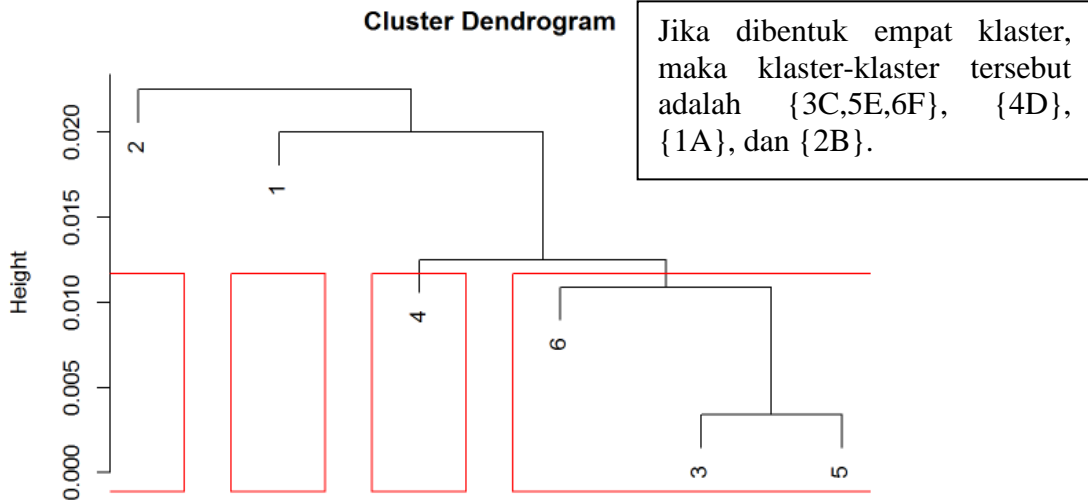 Cluster Dendrogram
Jika dibentuk empat klaster,
maka klaster-klaster tersebut
adalah {3C,5E,6F}, {4D},
{1A}, dan {2B}.
Height
0.020
0.015
0.010
0.005
0.000
2
1
4
6
3
5